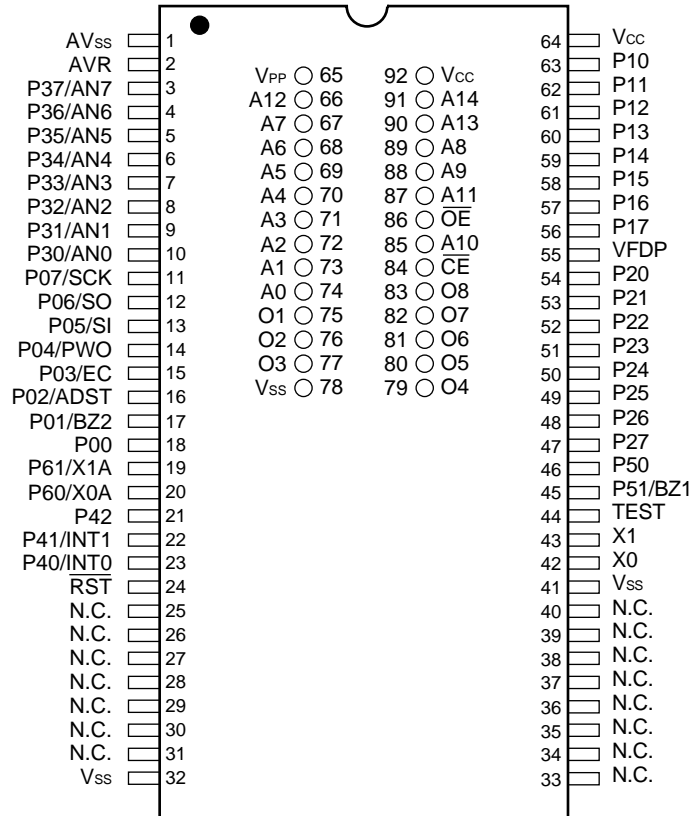 AVss 1 64 Vcc
AVR 2 63 P10
P37/AN7 3 VPP 65 92 Vcc 62 P11
P36/AN6 4 A12 66 91 A14 61 P12
P35/AN5 5 A7 67 90 A13 60 P13
P34/AN4 6 A6 68 89 A8 59 P14
P33/AN3 7 A5 69 88 A9 58 P15
P32/AN2 8 A4 70 87 A11 57 P16
P31/AN1 9 A3 71 86 OE 56 P17
P30/AN0 10 A2 72 85 A10 55 VFDP
P07/SCK 11 A1 73 84 CE 54 P20
P06/SO 12 A0 74 83 O8 53 P21
P05/SI 13 O1 75 82 O7 52 P22
P04/PWO 14 O2 76 81 O6 51 P23
P03/EC 15 O3 77 80 O5 50 P24
P02/ADST 16 Vss 78 79 O4 49 P25
P01/BZ2 17 48 P26
P00 18 47 P27
P61/X1A 19 46 P50
P60/X0A 20 45 P51/BZ1
P42 21 44 TEST
P41/INT1 22 43 X1
P40/INT0 23 42 X0
RST 24 41 Vss
N.C. 25 40 N.C.
N.C. 26 39 N.C.
N.C. 27 38 N.C.
N.C. 28 37 N.C.
N.C. 29 36 N.C.
N.C. 30 35 N.C.
N.C. 31 34 N.C.
Vss 32 33 N.C.